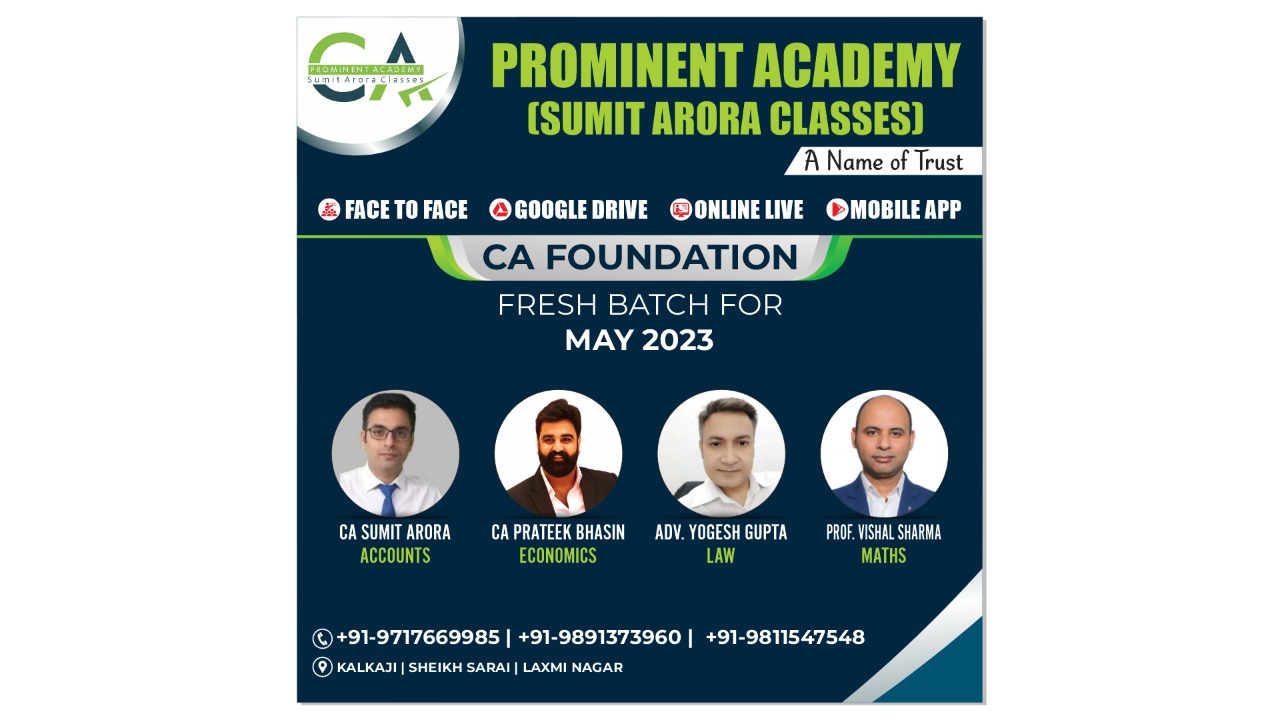 PROMINENT ACADEMY
Sumit Arora Classes
PROMINENT ACADEMY
(SUMIT ARORA CLASSES)
A Name of Trust
FACE TO FACE GOOGLE DRIVE ONLINE LIVE MOBILE APP
CA FOUNDATION
FRESH BATCH FOR
MAY 2023
CA SUMIT ARORA CA PRATEEK BHASIN ADV. YOGESH GUPTA PROF. VISHAL SHARMA
ACCOUNTS ECONOMICS LAW MATHS
+91-9717669985 | +91-9891373960 | +91-9811547548
KALKAJI | SHEIKH SARAI | LAXMI NAGAR